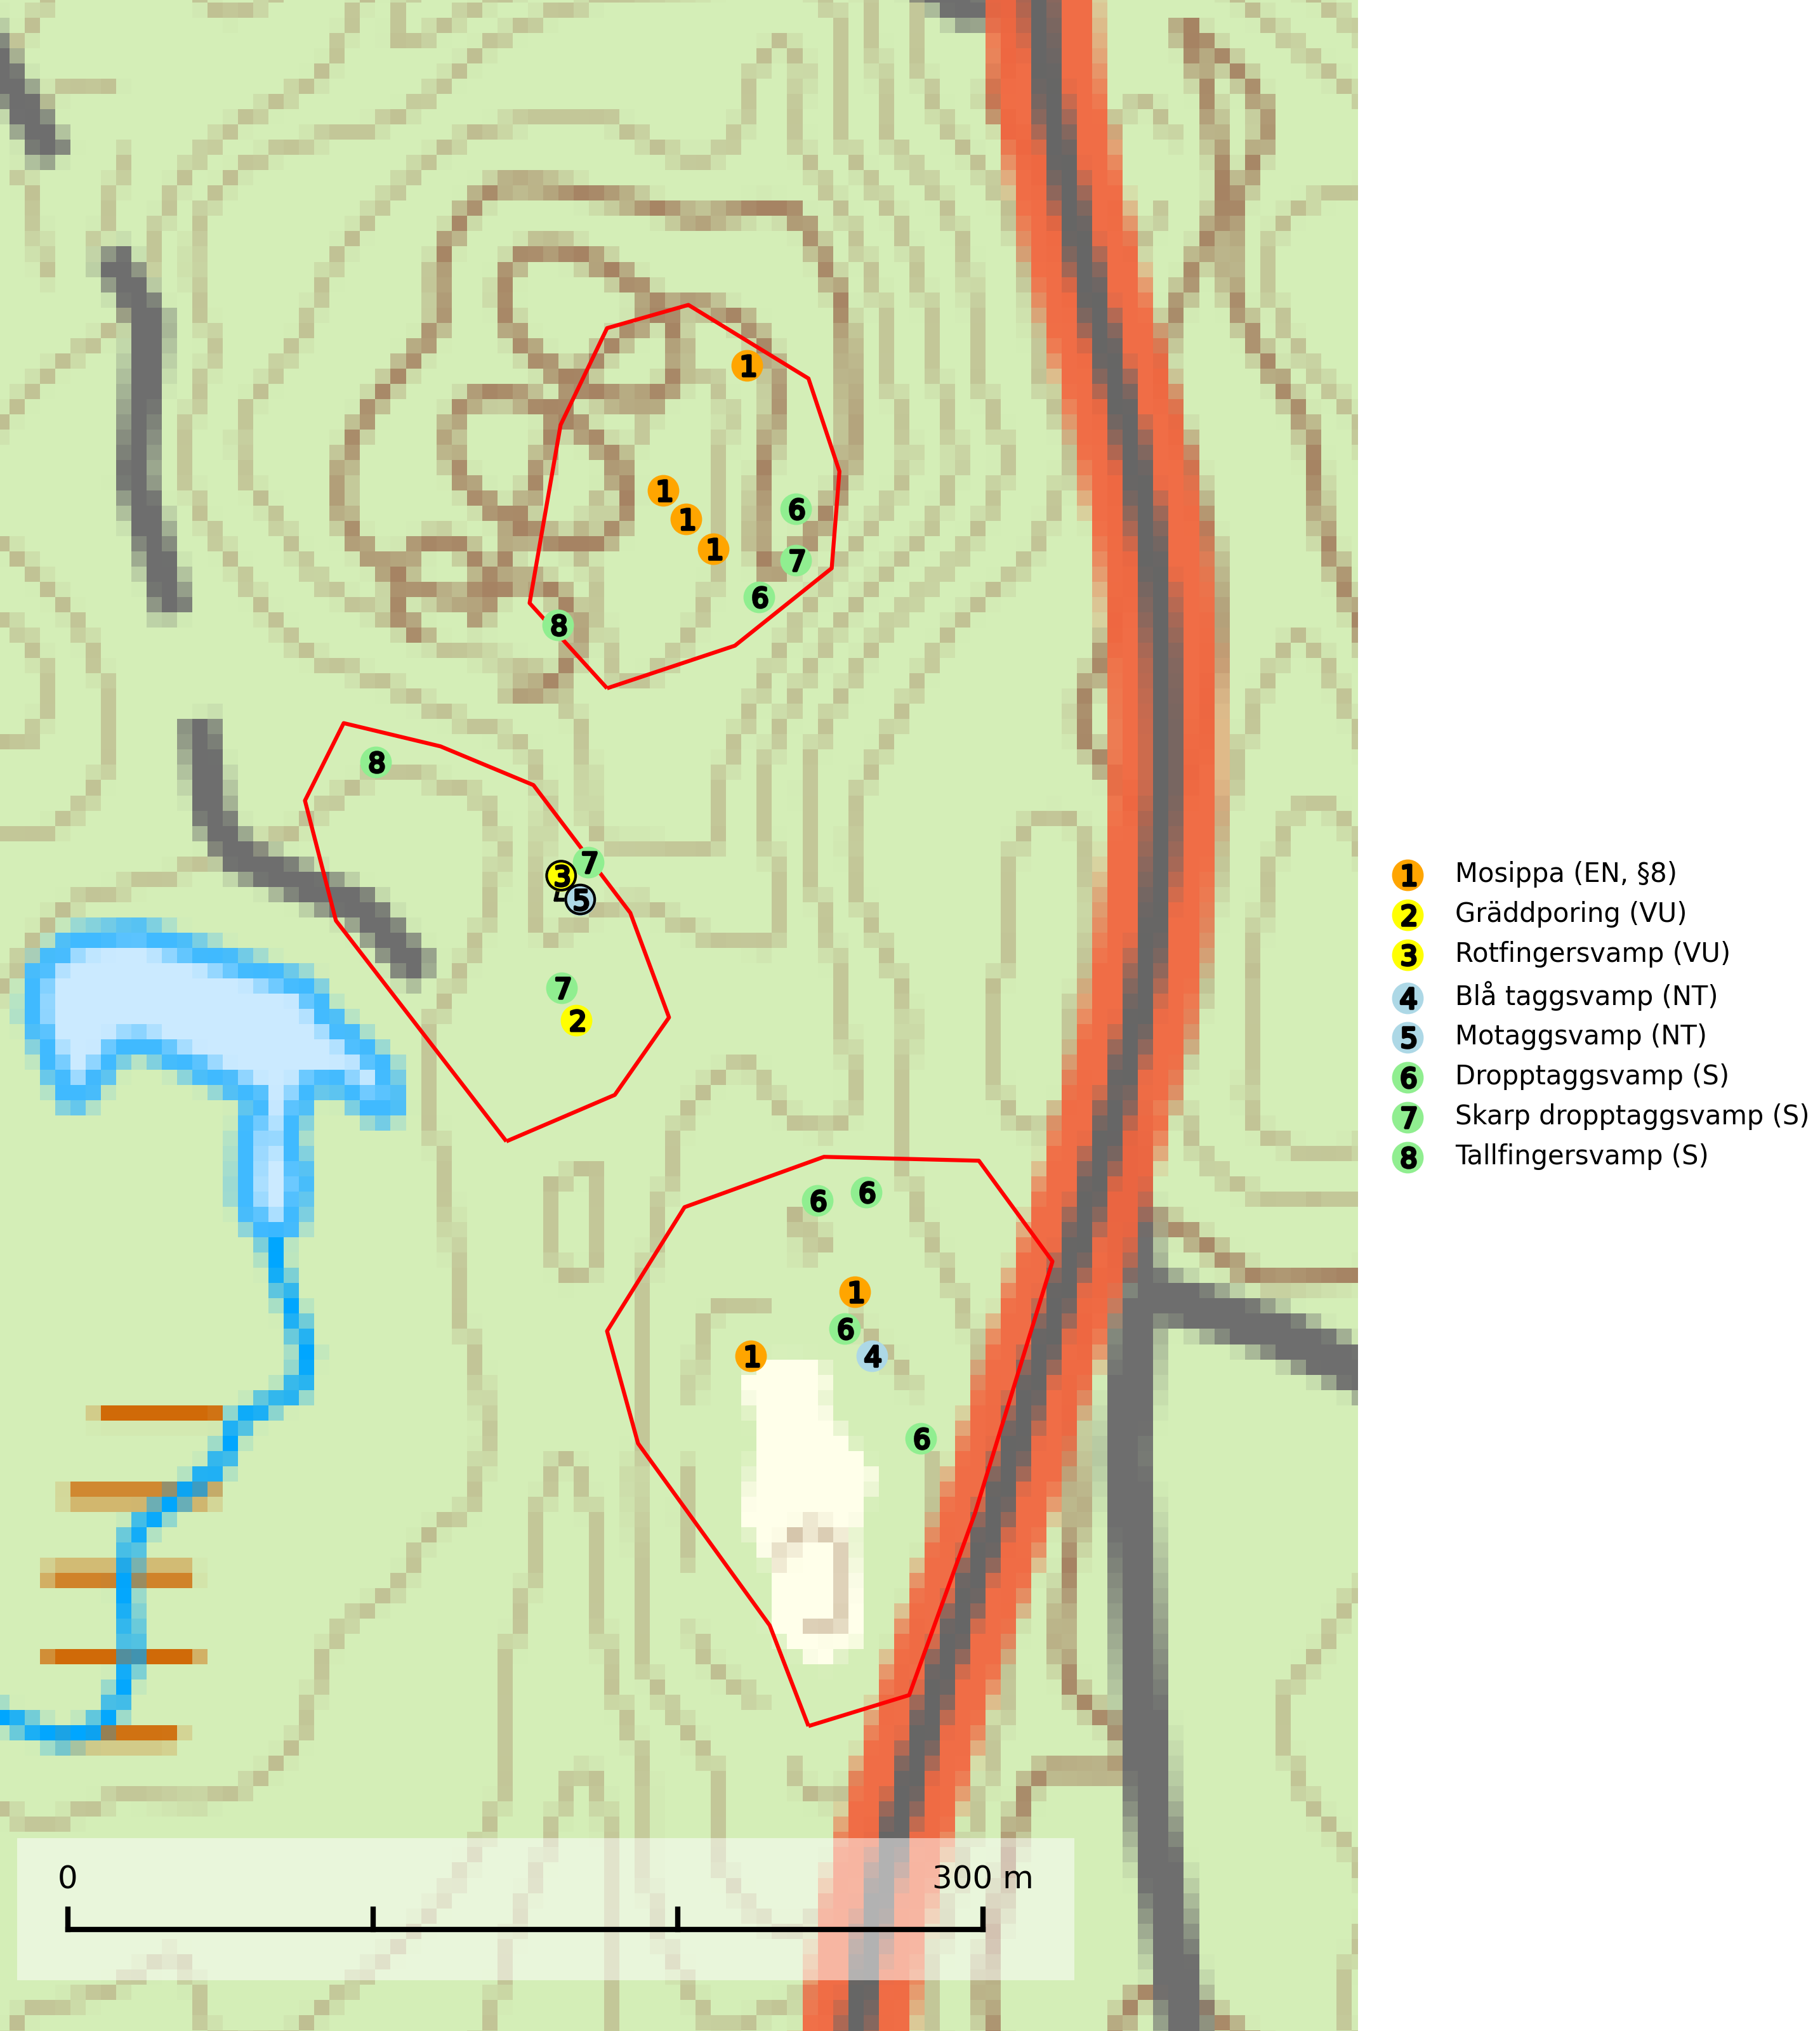 1
1
1
1
6
7
6
8
8
7
3
5
7
2
6
6
1
6
1
4
6
1 Mosippa (EN, §8)
2 Gräddporing (VU)
3 Rotfingersvamp (VU)
4 Blå taggsvamp (NT)
5 Motaggsvamp (NT)
6 Dropptaggsvamp (S)
7 Skarp dropptaggsvamp (S)
8 Tallfingersvamp (S)
0 300 m